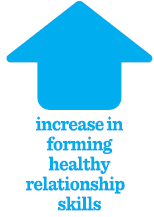 increase in
forming
healthy
relationship
skills